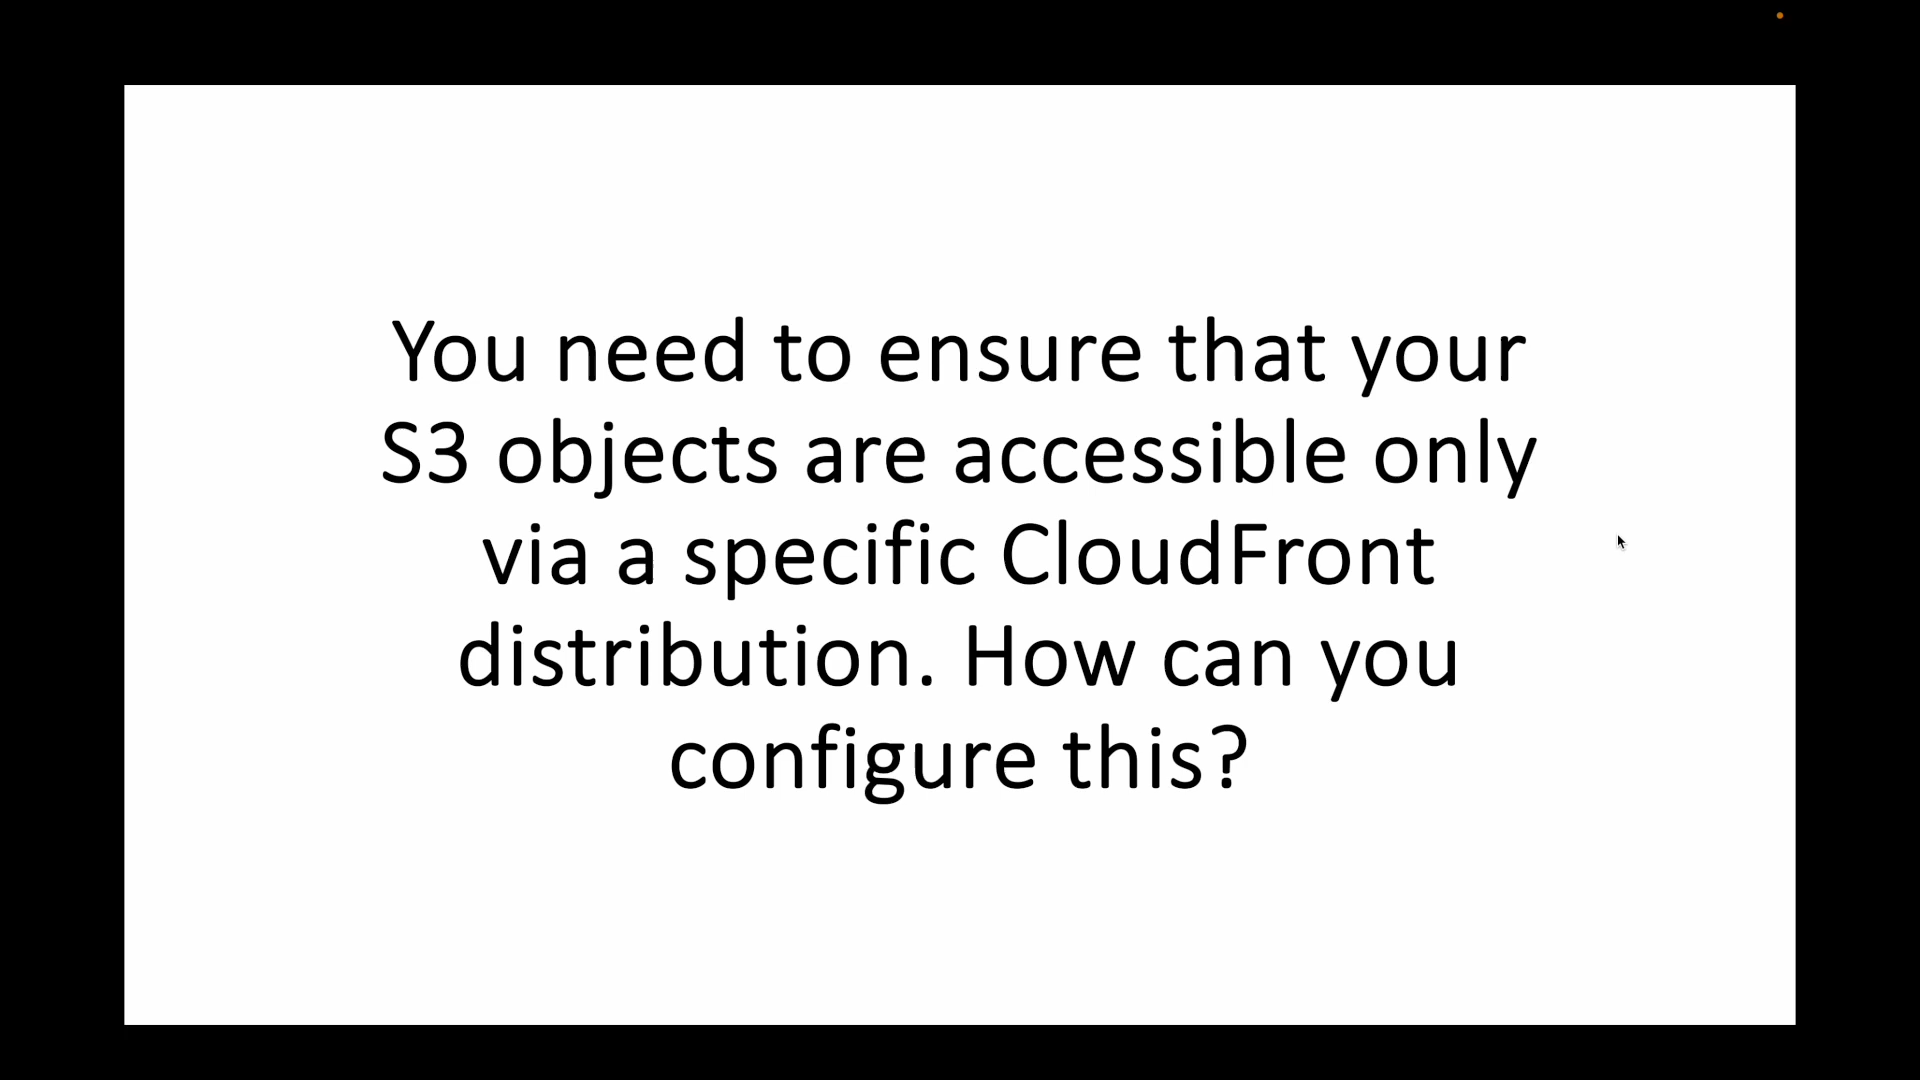 You need to ensure that your
S3 objects are accessible only
via a specific CloudFront
distribution. How can you
configure this?